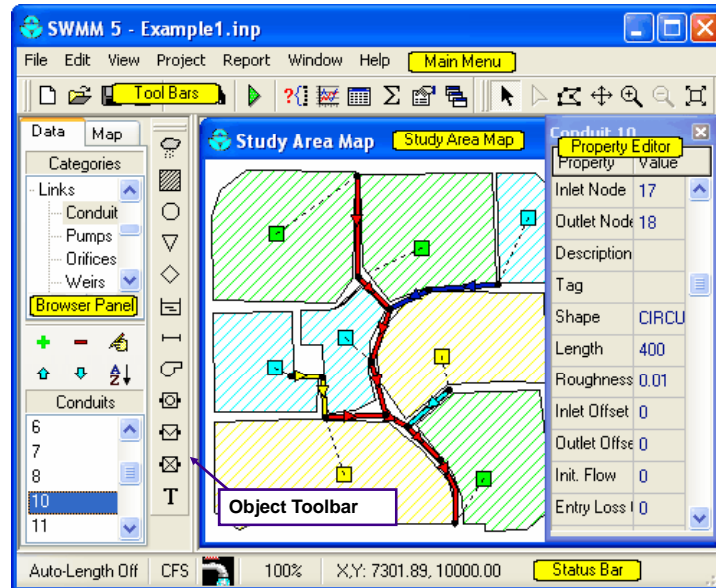 SWMM 5 - Example1.inp
File Edit View Project Report Window Help Main Menu
Tool Bars
Data Map
Categories
Links
Conduit
Pumps
Orifices
Weirs
Browser Panel
Conduits
6
7
8
10
11
T
Study Area Map Study Area Map
Object Toolbar
Conduit 10
Property Editor
Property Value
Inlet Node 17
Outlet Node 18
Description
Tag
Shape CIRCU
Length 400
Roughness 0.01
Inlet Offset 0
Outlet Offse 0
Init. Flow 0
Entry Loss 0
Auto-Length Off CFS 100% X,Y: 7301.89, 10000.00 Status Bar